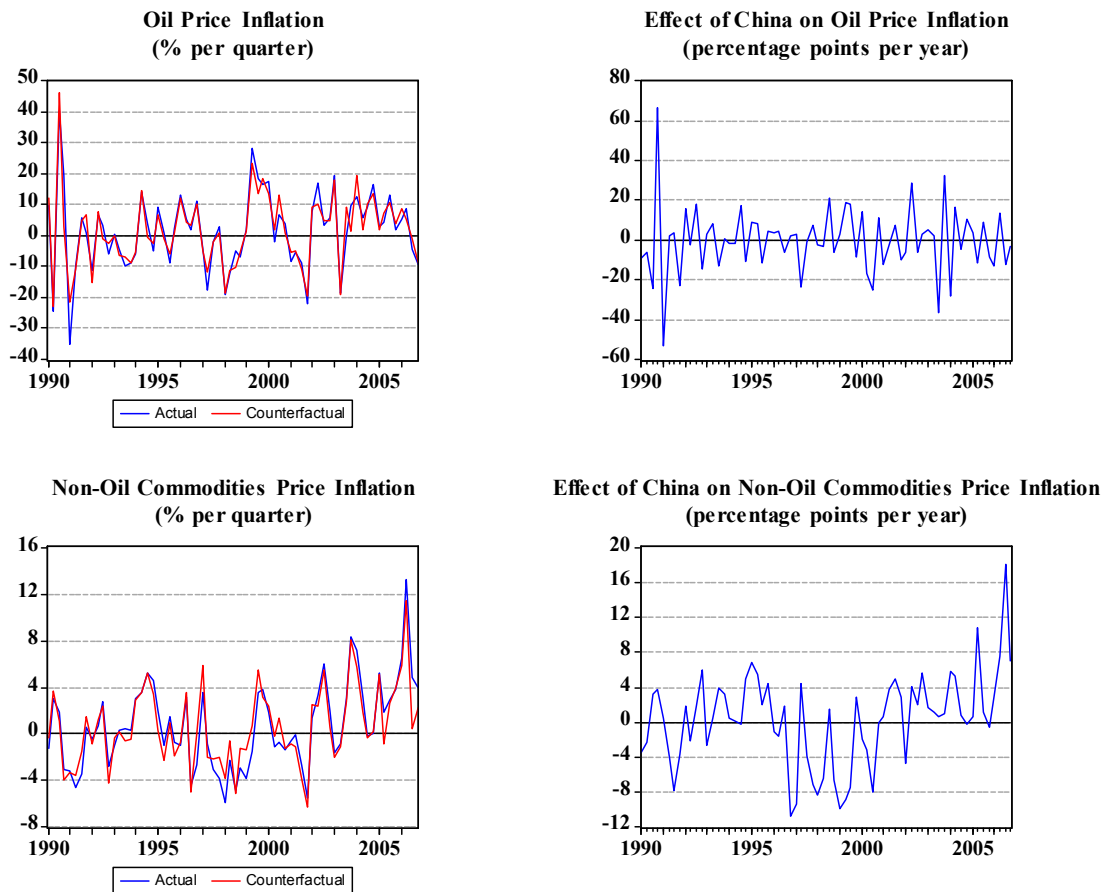 Oil Price Inflation
(% per quarter)
50
40
30
20
10
0
-10
-20
-30
-40
1990 1995 2000 2005
Actual Counterfactual
Effect of China on Oil Price Inflation
(percentage points per year)
80
60
40
20
0
-20
-40
-60
1990 1995 2000 2005
Non-Oil Commodities Price Inflation
(% per quarter)
16
12
8
4
0
-4
-8
1990 1995 2000 2005
Actual Counterfactual
Effect of China on Non-Oil Commodities Price Inflation
(percentage points per year)
20
16
12
8
4
0
-4
-8
-12
1990 1995 2000 2005